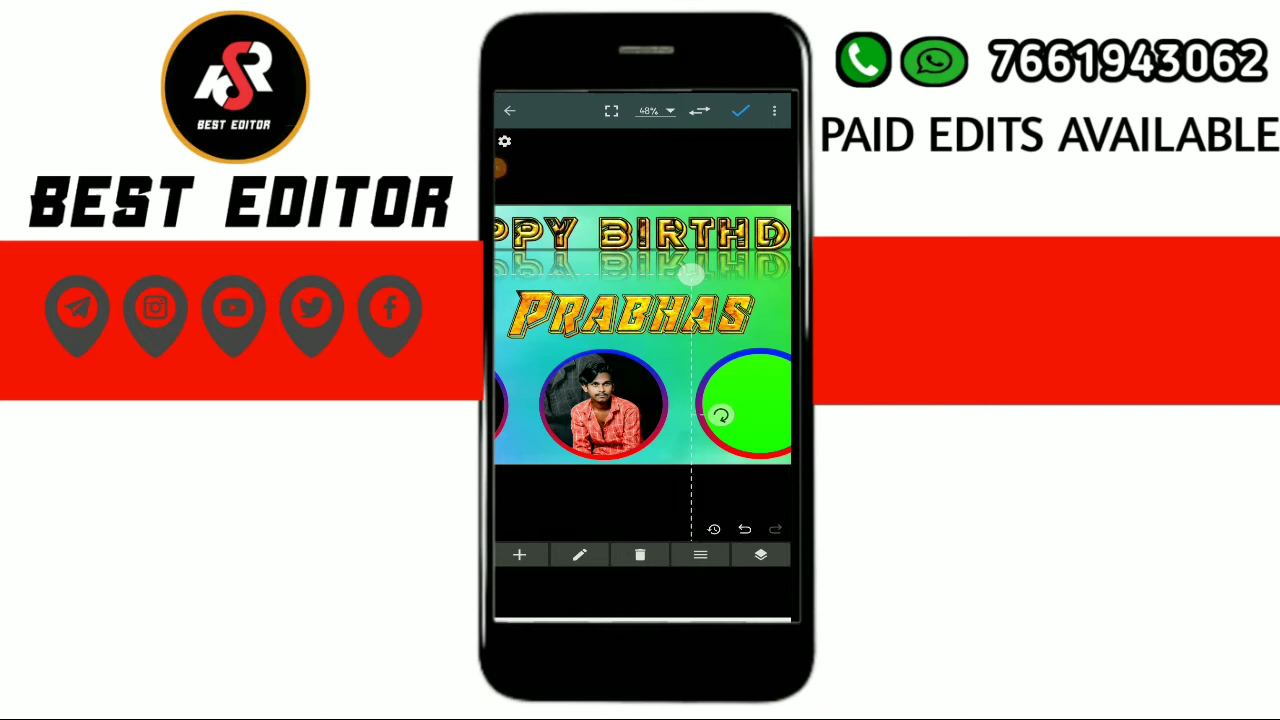 KSR
BEST EDITOR
BEST EDITOR
7661943062
PAID EDITS AVAILABLE
48%
PPY BIRTHD
PRABHAS